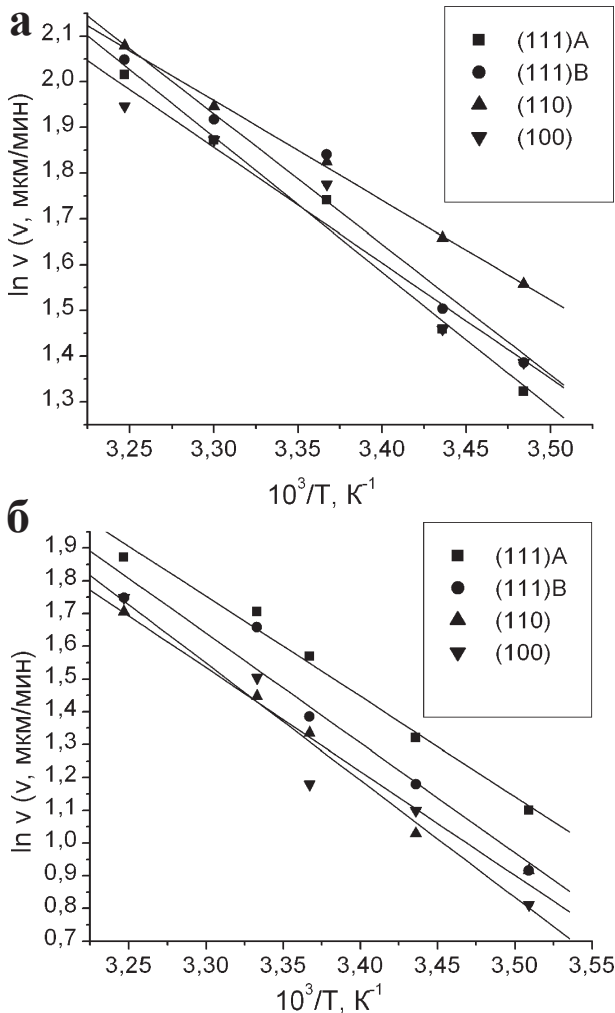 а
2,1
2,0
1,9
1,8
1,7
1,6
1,5
1,4
1,3
ln v (v, мкм/мин)
(111)A
(111)B
(110)
(100)
3,25 3,30 3,35 3,40 3,45 3,50
10³/T, К⁻¹
б
1,9
1,8
1,7
1,6
1,5
1,4
1,3
1,2
1,1
1,0
0,9
0,8
0,7
ln v (v, мкм/мин)
(111)A
(111)B
(110)
(100)
3,25 3,30 3,35 3,40 3,45 3,50 3,55
10³/T, К⁻¹